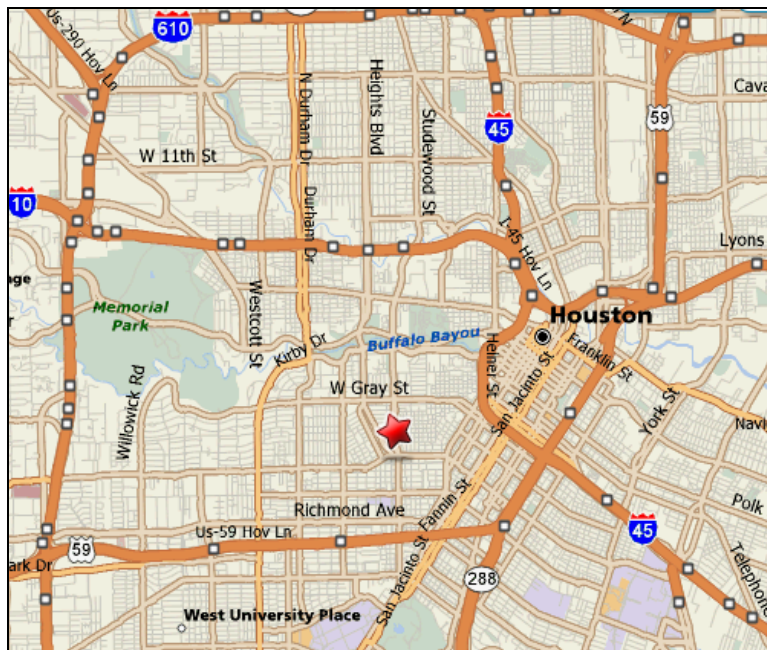 610
Us-290 Hov Ln
N Durham Dr
Heights Blvd
Studewood St
45
59
Cava
W 11th St
10
Durham Dr
I-45 Hov Ln
Lyons
Memorial
Park
Westcott St
Kirby Dr
Buffalo Bayou
Heiner St
Houston
Franklin St
Willowick Rd
W Gray St
San Jacinto St
York St
Navi
Richmond Ave
Fannin St
Polk
Us-59 Hov Ln
59
45
ark Dr
San Jacinto St
288
Telephone
West University Place